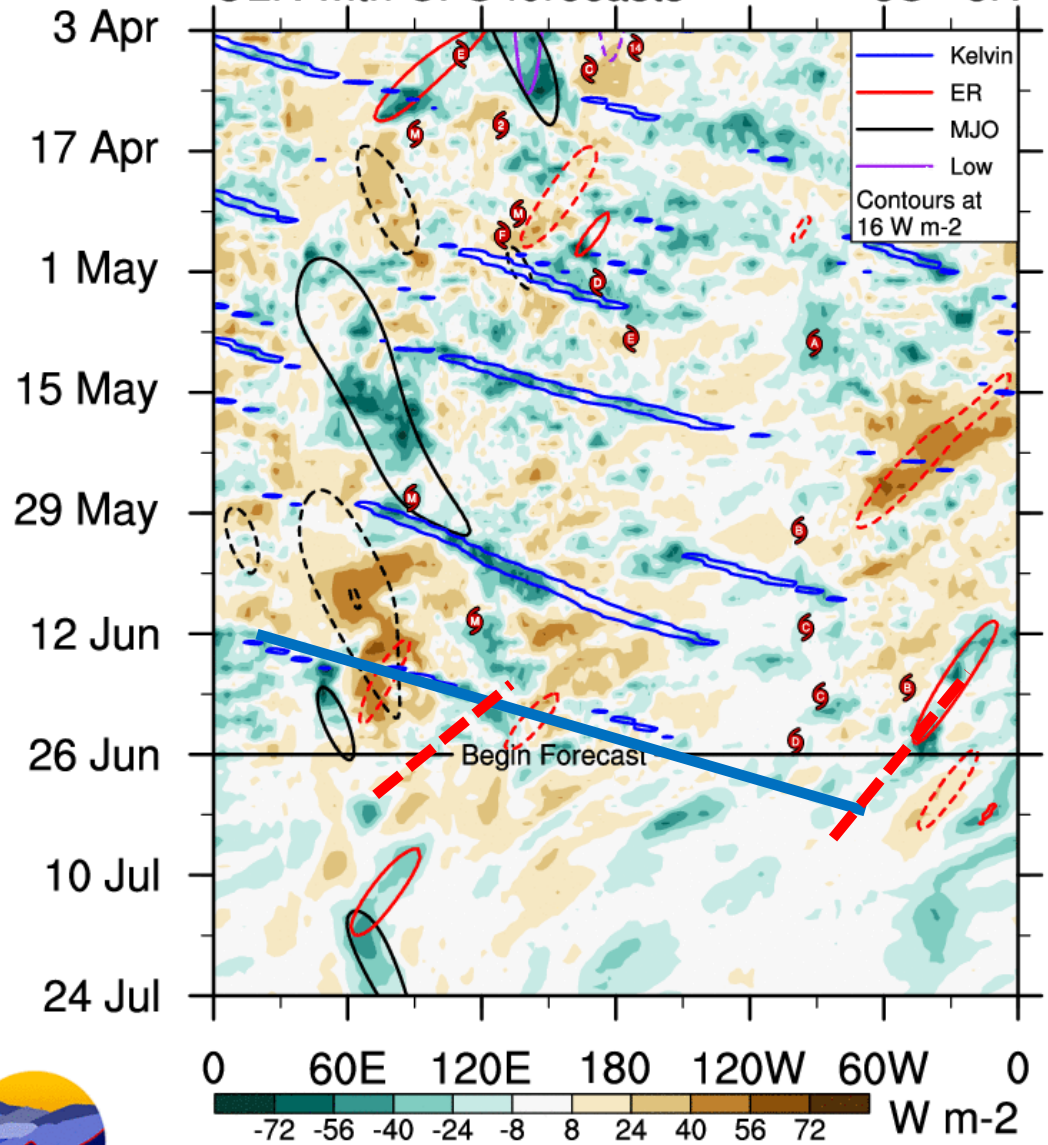 3 Apr
17 Apr
1 May
15 May
29 May
12 Jun
26 Jun
10 Jul
24 Jul
Kelvin
ER
MJO
Low
Contours at
16 W m-2
E
14
C
M
2
M
F
D
E
A
M
B
M
C
C
B
D
Begin Forecast
0
60E
120E
180
120W
60W
0
-72
-56
-40
-24
-8
8
24
40
56
72
W m-2